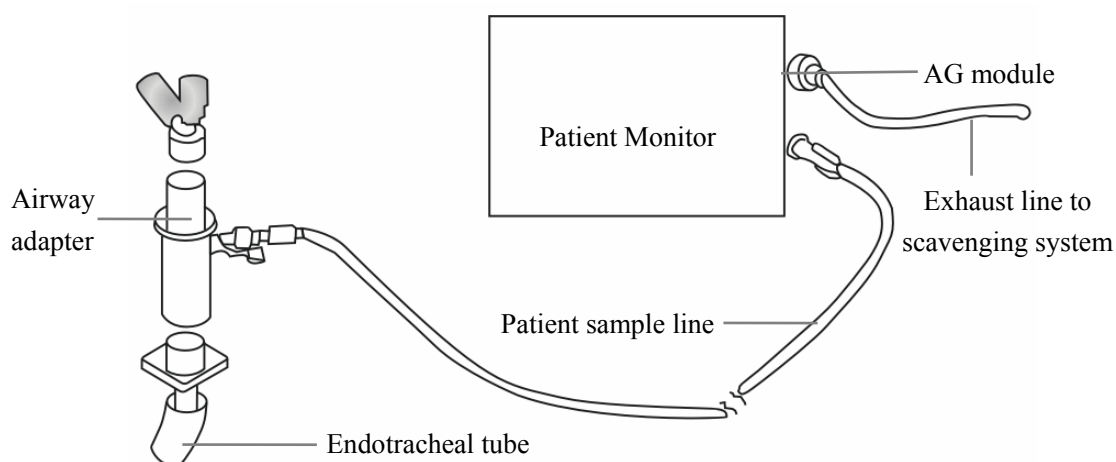 AG module
Patient Monitor
Airway
adapter
Exhaust line to
scavenging system
Patient sample line
Endotracheal tube